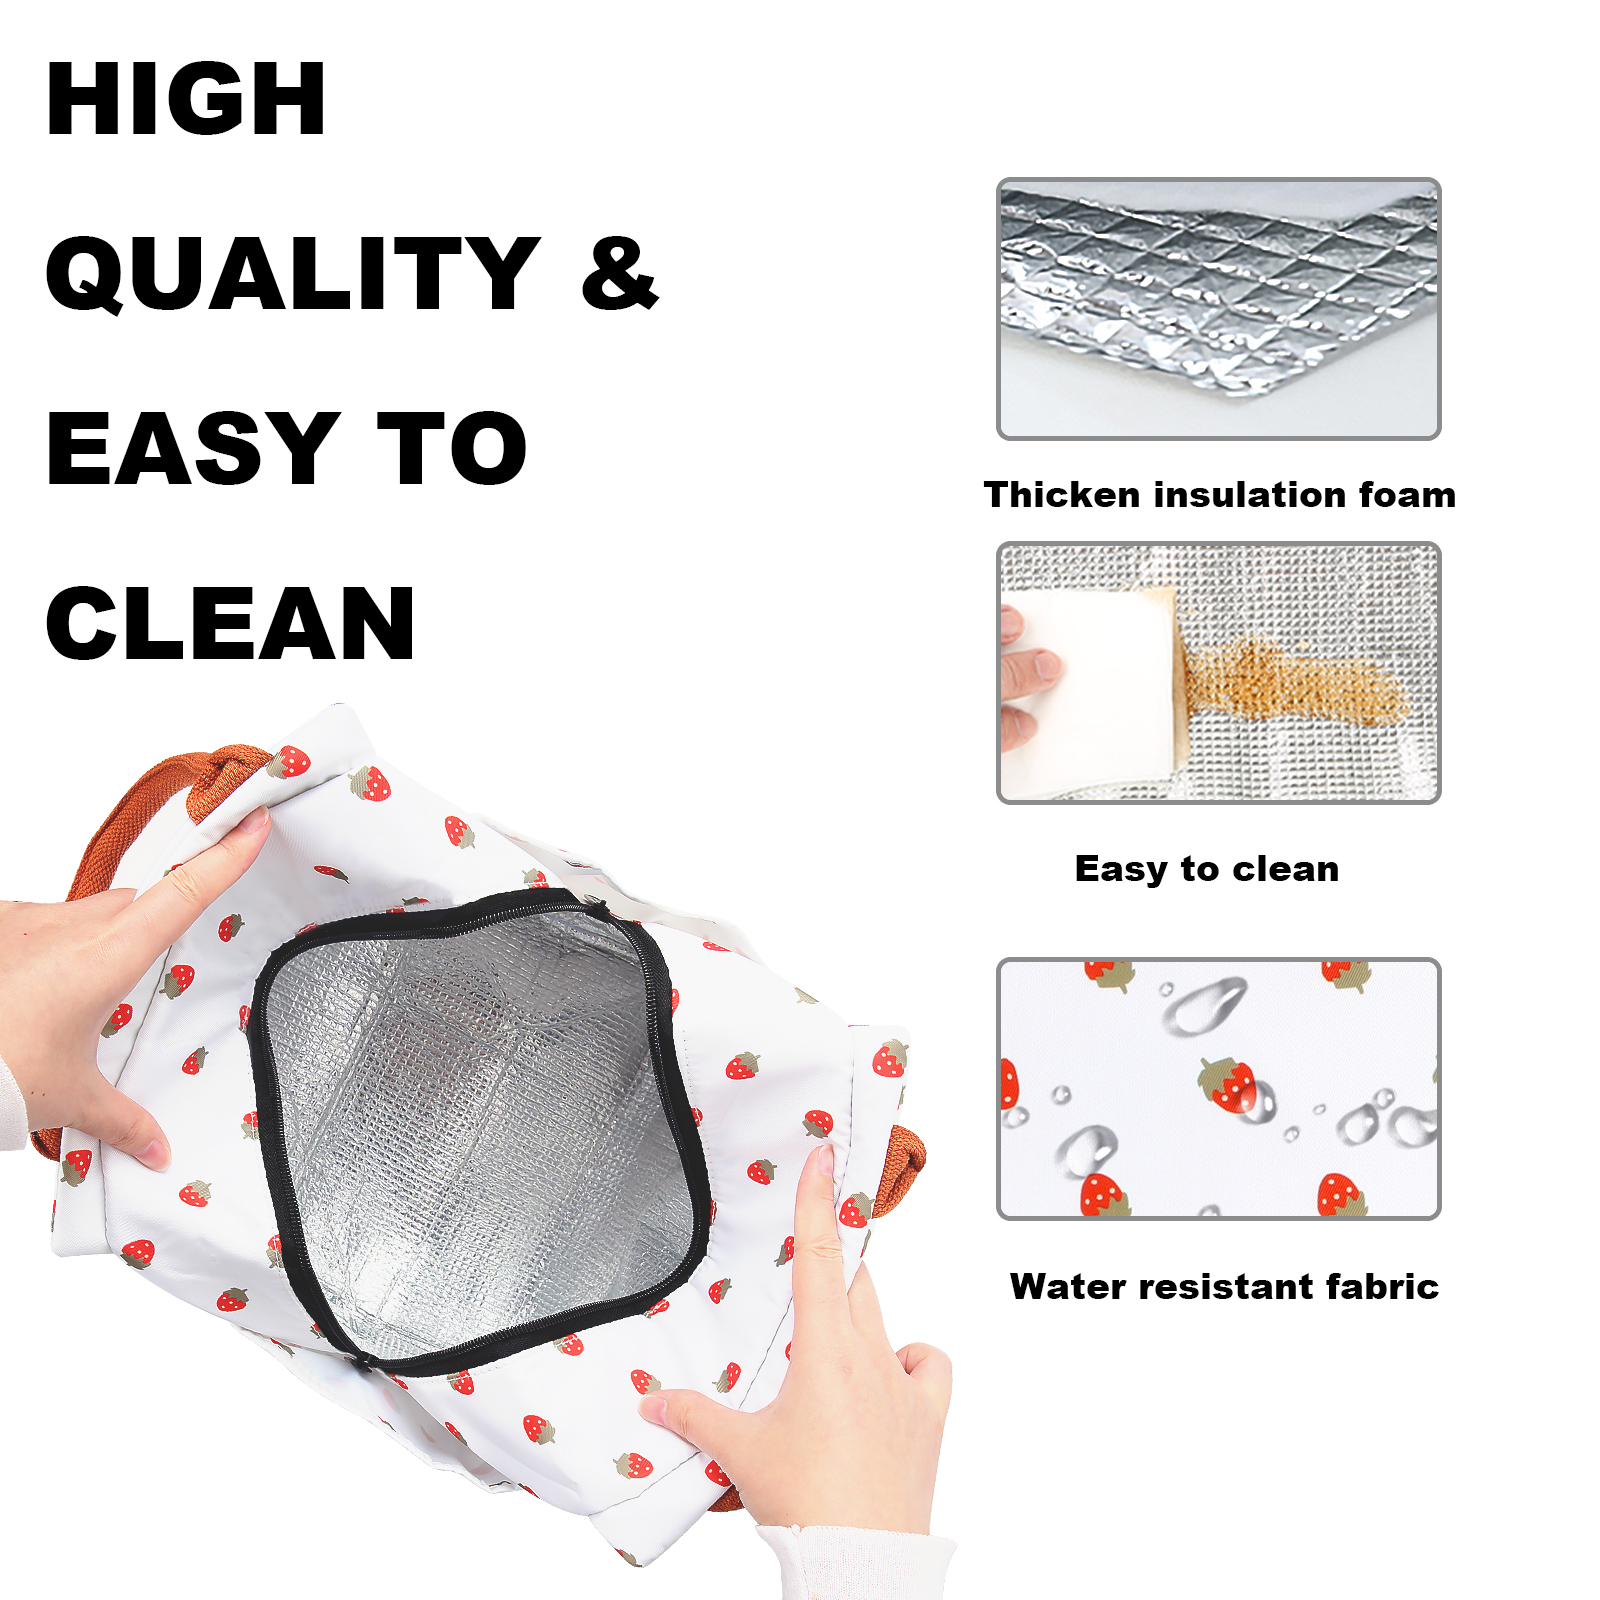 HIGH
QUALITY &
EASY TO
CLEAN
Thicken insulation foam
Easy to clean
Water resistant fabric